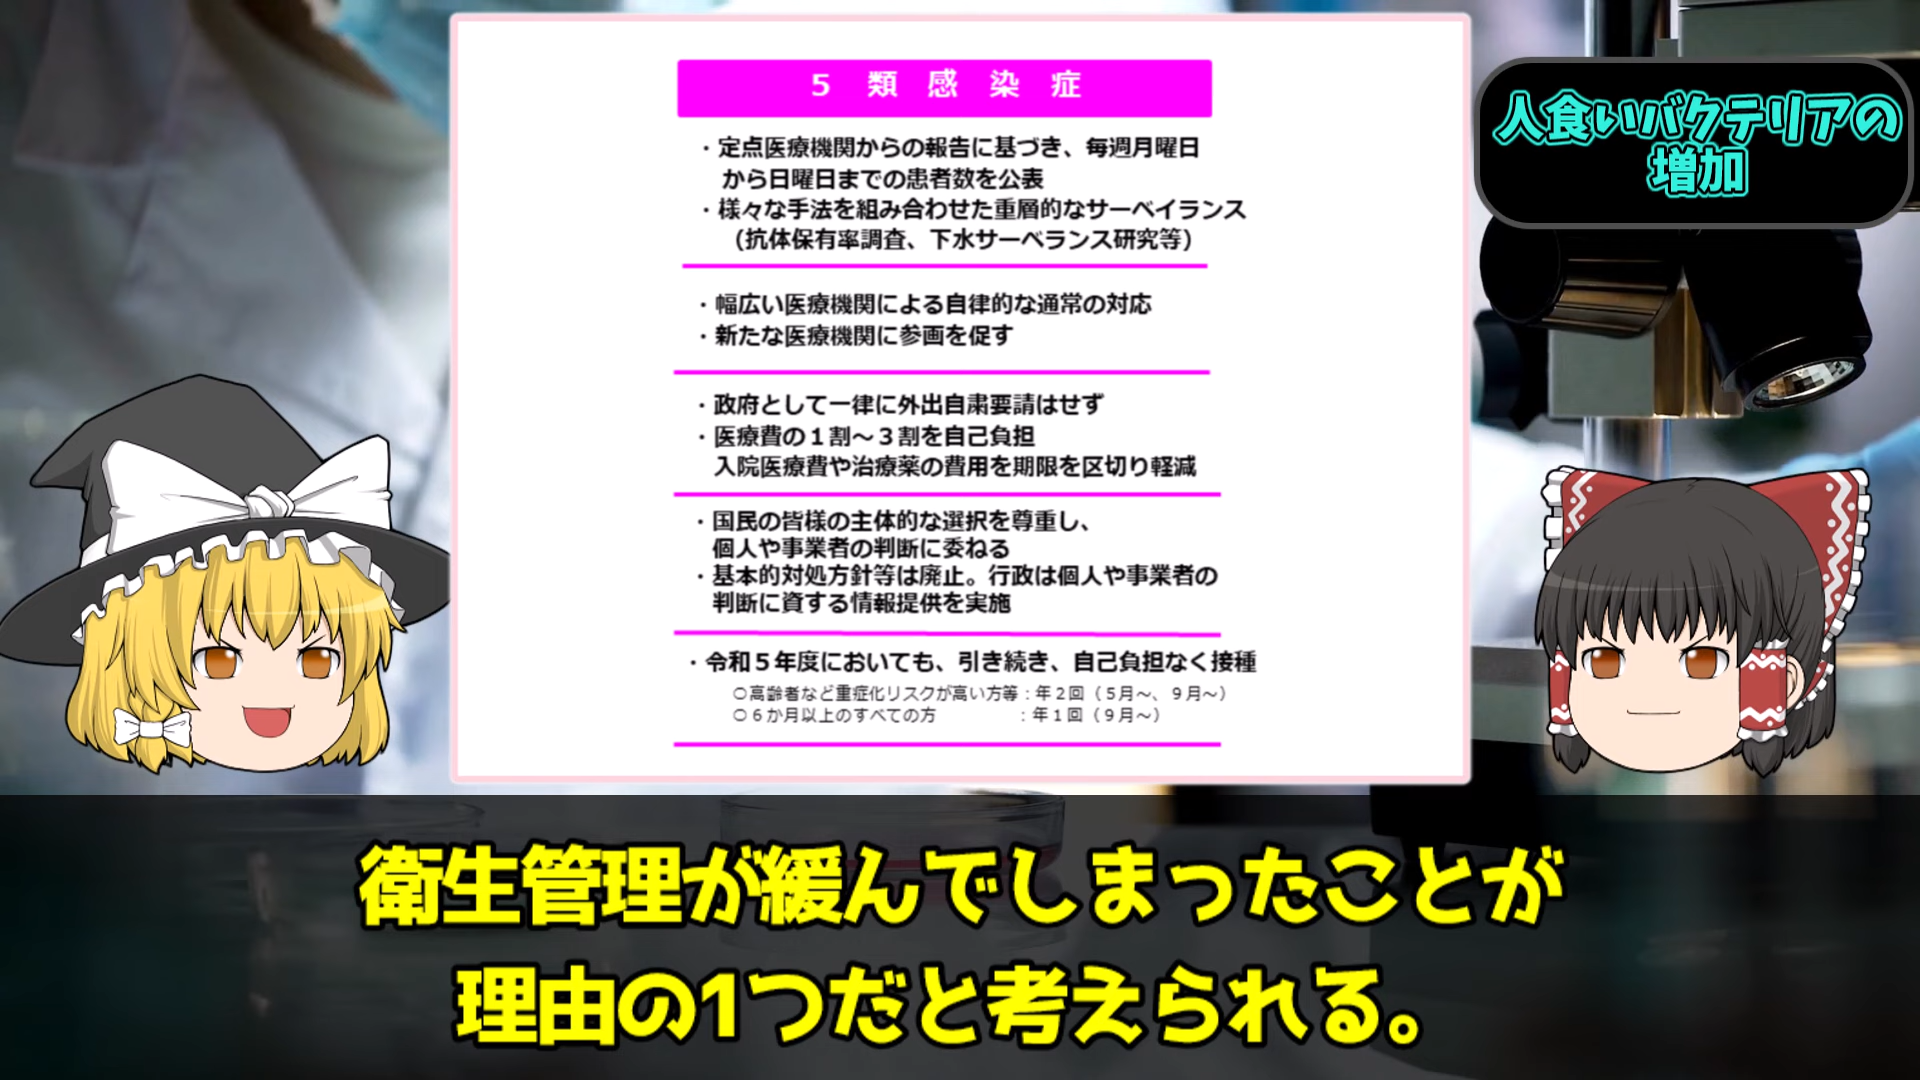 5類感染症
・定点医療機関からの報告に基づき、毎週月曜日
から日曜日までの患者数を公表
・様々な手法を組み合わせた重層的なサーベイランス
(抗体保有率調査、下水サーベランス研究等)
・幅広い医療機関による自律的な通常の対応
・新たな医療機関に参画を促す
・政府として一律に外出自粛要請はせず
・医療費の1割~3割を自己負担
入院医療費や治療薬の費用を期限を区切り軽減
・国民の皆様の主体的な選択を尊重し、
個人や事業者の判断に委ねる
・基本的対処方針等は廃止。行政は個人や事業者の
判断に資する情報提供を実施
・令和5年度においても、引き続き、自己負担なく接種
○高齢者など重症化リスクが高い方等:年2回(5月~、9月~)
○6か月以上のすべての方 :年1回(9月~)
人食いバクテリアの
増加
衛生管理が緩んでしまったことが
理由の1つだと考えられる。